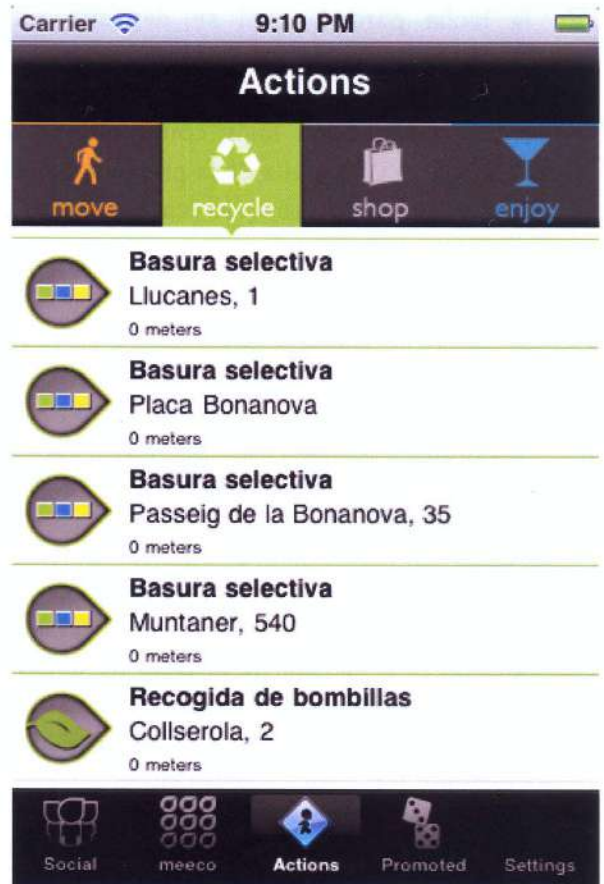 Carrier 9:10 PM
Actions
move recycle shop enjoy
Basura selectiva
Llucanes, 1
0 meters
Basura selectiva
Placa Bonanova
0 meters
Basura selectiva
Passeig de la Bonanova, 35
0 meters
Basura selectiva
Muntaner, 540
0 meters
Recogida de bombillas
Collserola, 2
0 meters
Social meeco Actions Promoted Settings